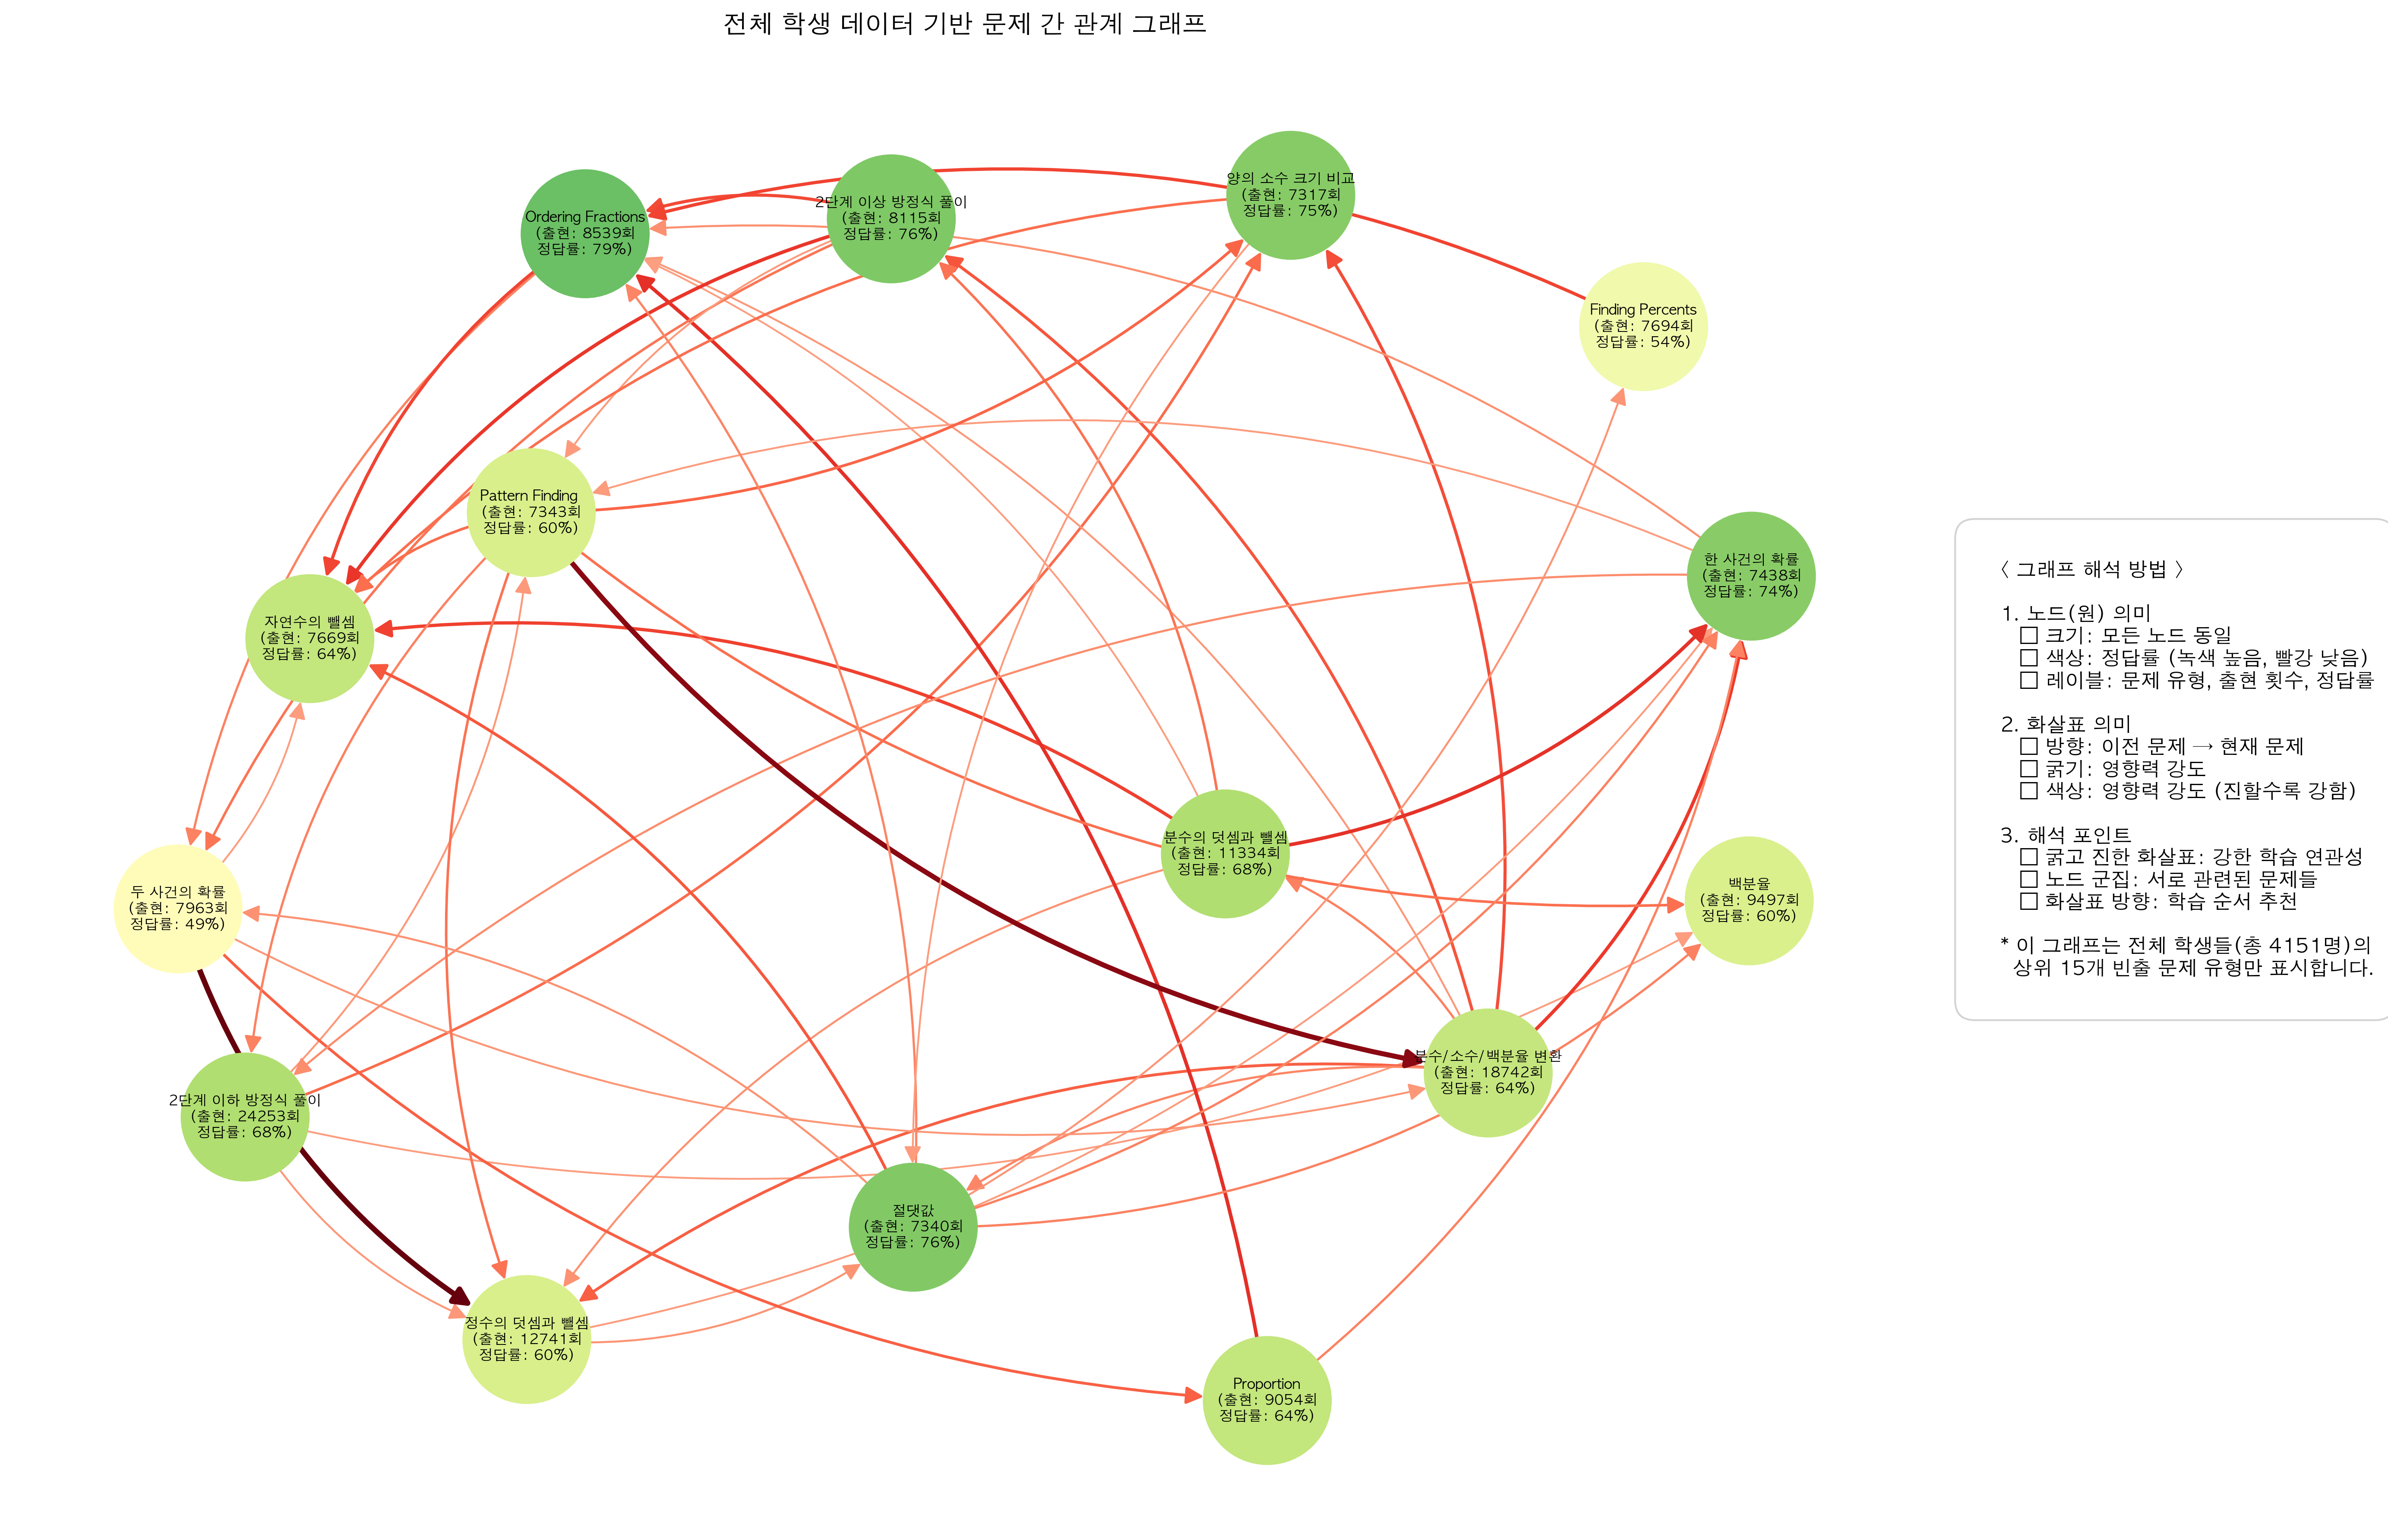 전체 학생 데이터 기반 문제 간 관계 그래프
양의 소수 크기 비교
(출현: 7317회
정답률: 75%)
2단계 이상 방정식 풀이
(출현: 8115회
정답률: 76%)
Ordering Fractions
(출현: 8539회
정답률: 79%)
Finding Percents
(출현: 7694회
정답률: 54%)
Pattern Finding
(출현: 7343회
정답률: 60%)
한 사건의 확률
(출현: 7438회
정답률: 74%)
자연수의 뺄셈
(출현: 7669회
정답률: 64%)
분수의 덧셈과 뺄셈
(출현: 11334회
정답률: 68%)
백분율
(출현: 9497회
정답률: 60%)
두 사건의 확률
(출현: 7963회
정답률: 49%)
분수/소수/백분율 변환
(출현: 18742회
정답률: 64%)
2단계 이하 방정식 풀이
(출현: 24253회
정답률: 68%)
절댓값
(출현: 7340회
정답률: 76%)
정수의 덧셈과 뺄셈
(출현: 12741회
정답률: 60%)
Proportion
(출현: 9054회
정답률: 64%)
〈 그래프 해석 방법 〉
1. 노드(원) 의미
□ 크기: 모든 노드 동일
□ 색상: 정답률 (녹색 높음, 빨강 낮음)
□ 레이블: 문제 유형, 출현 횟수, 정답률
2. 화살표 의미
□ 방향: 이전 문제 → 현재 문제
□ 굵기: 영향력 강도
□ 색상: 영향력 강도 (진할수록 강함)
3. 해석 포인트
□ 굵고 진한 화살표: 강한 학습 연관성
□ 노드 군집: 서로 관련된 문제들
□ 화살표 방향: 학습 순서 추천
* 이 그래프는 전체 학생들(총 4151명)의
상위 15개 빈출 문제 유형만 표시합니다.